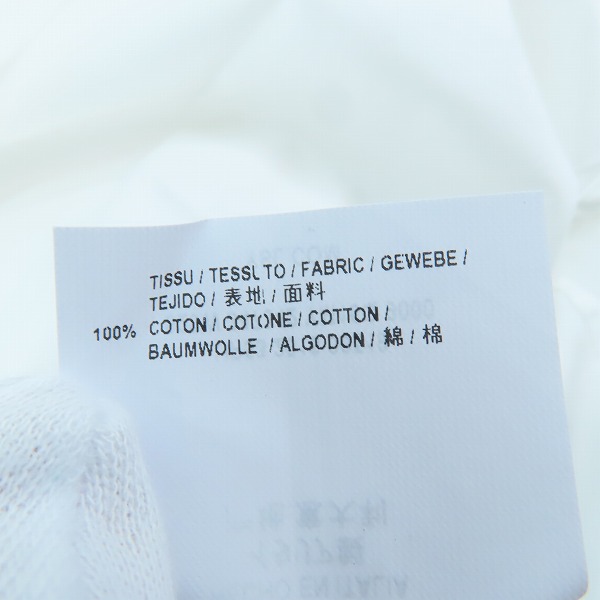 TISSU / TESSUTO / FABRIC / GEWEBE /
TEJIDO / 表地 / 面料
100% COTON / COTONE / COTTON /
BAUMWOLLE / ALGODON / 綿 / 棉